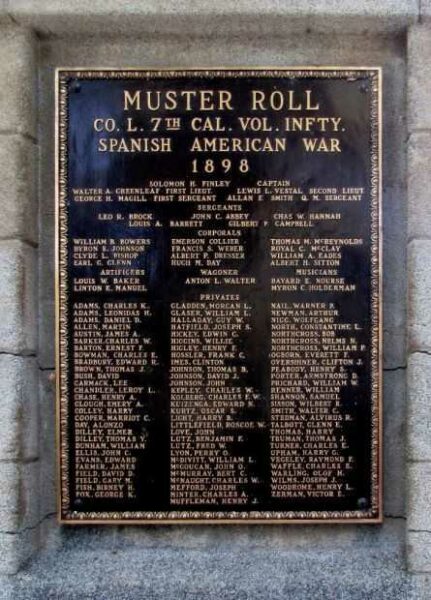 MUSTER ROLL
CO. L. 7TH CAL. VOL. INFTY.
SPANISH AMERICAN WAR
1898
SOLOMON H. FINLEY CAPTAIN
WALTER A. GREENLEAF FIRST LIEUT LEWIS L. VESTAL SECOND LIEUT
GEORGE H. MAGILL FIRST SERGEANT ALLAN E. SMITH Q. M. SERGEANT
SERGEANTS
LEO R. BROCK JOHN C. ABBEY CHAS W. HANNAH
LOUIS A. BARRETT GILBERT P. CAMPBELL
CORPORALS
WILLIAM B. BOWERS EMERSON COLLIER THOMAS M. McREYNOLDS
BYRON S. JOHNSON FRANCIS S. WEBER ROYAL C. McCLAY
CLYDE L. BISHOP ALBERT P. DRESSER WILLIAM A. EADES
EARL G. GLENN HUGH M. DAY ALBERT H. SITTON
ARTIFICERS WAGONER MUSICIANS
LOUIS W. BAKER ANTON L. WALTER BAYARD E. NOURSE
LINTON K. MANGEL BYRON C. HOLDERMAN
PRIVATES
ADAMS, CHARLES K.
ADAMS, LEONIDAS H.
ADAMS, DANIEL D.
ALLEN, MARTIN
AUSTIN, JAMES A.
BARKER, CHARLES W.
BARTON, ERNEST F.
BOWMAN, CHARLES E.
BRADBURY, EDWARD R.
BROWN, THOMAS J.
BUSH, DAVID
CARMACK, LEE
CHANDLER, LEROY L.
CHASE, HENRY A.
CLOUGH, EMERY A.
COLLEY, HARRY
COOPER, MARRIOT C.
DAY, ALONZO
DILLEY, ELMER
DILLEY, THOMAS V.
DUNHAM, WILLIAM
ELLIS, JOHN C.
EVANS, EDWARD
FARMER, JAMES
FIELD, DAVID D.
FIELD, CARY M.
FISH, BIRNEY H.
FOX, GEORGE K.
GLADDEN, MORGAN L.
GLASER, WILLIAM L.
HALLADAY, GUY W.
HATFIELD, JOSEPH S.
HICKEY, EDWIN C.
HIGGINS, WILLIE
HIGLEY, HENRY E.
HOSSLER, FRANK C.
IMES, CLINTON
JOHNSON, THOMAS B.
JOHNSON, DAVID J.
JOHNSON, JOHN
KEPLEY, CHARLES W.
KOLBERG, CHARLES F. W.
KUIZENGA, EDWARD N.
KURTZ, OSCAR S.
LIGHT, HARRY B.
LITTLEFIELD, ROSCOE W.
LOVE, JOHN
LUTZ, BENJAMIN F.
LUTZ, FRED W.
LYON, PERRY O.
McDIVITT, WILLIAM L.
McGOUGAN, JOHN O.
McMURRAY, BERT C.
McNAUGHT, CHARLES W.
MEFFORD, JOSEPH
MINTER, CHARLES A.
MUFFLEMAN, HENRY J.
NAIL, WARNER P.
NEWMAN, ARTHUR
NIGG, WOLFGANG
NORTH, CONSTANTINE L.
NORTHCROSS, BOB
NORTHCROSS, NELMS N.
NORTHCROSS, WILLIAM E.
OGBORN, EVERETT F.
OVERSHINER, CLIFTON J.
PEABODY, HENRY S.
PORTER, ARMSTRONG D.
PRICHARD, WILLIAM W.
RENNER, WILLIAM
SHANNON, SAMUEL
SISSON, WILBERT R.
SMITH, WALTER C.
STEDMAN, ALVIRUS R.
TALBOTT, GLENN E.
THOMAS, HARRY
TRUMAN, THOMAS J.
TURNER, CHARLES E.
UPHAM, HARRY G.
VEGELEY, RAYMOND F.
WAFFLE, CHARLES E.
WARLING, OLOF H.
WILMS, JOSEPH J.
WOODROME, HENRY L.
ZERMAN, VICTOR E.